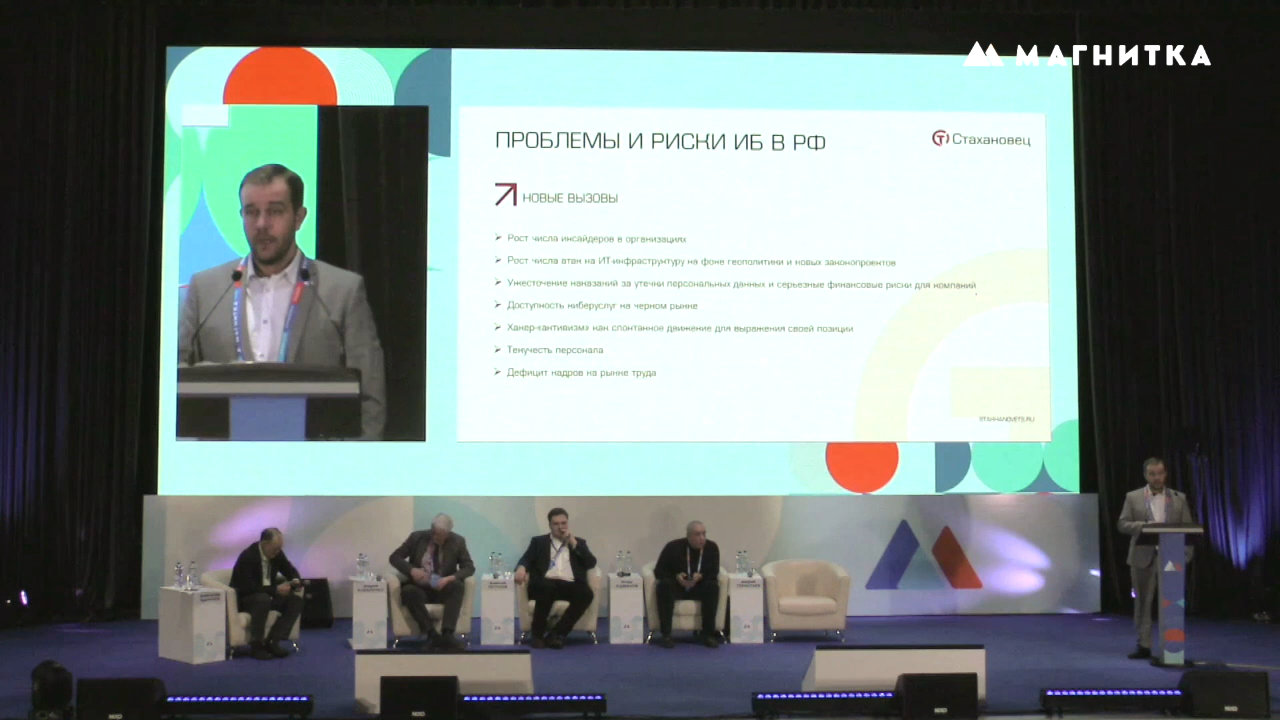 МАГНИТКА
ПРОБЛЕМЫ И РИСКИ ИБ В РФ
Стахановец
НОВЫЕ ВЫЗОВЫ
➢ Рост числа инсайдеров в организациях
➢ Рост числа атак на ИТ-инфраструктуру на фоне геополитики и новых законопроектов
➢ Ужесточение наказаний за утечки персональных данных и серьезные финансовые риски для компаний
➢ Доступность киберуслуг на черном рынке
➢ Хакер-«активизм» как спонтанное движение для выражения своей позиции
➢ Текучесть персонала
➢ Дефицит кадров на рынке труда
STAKHANOVETS.RU